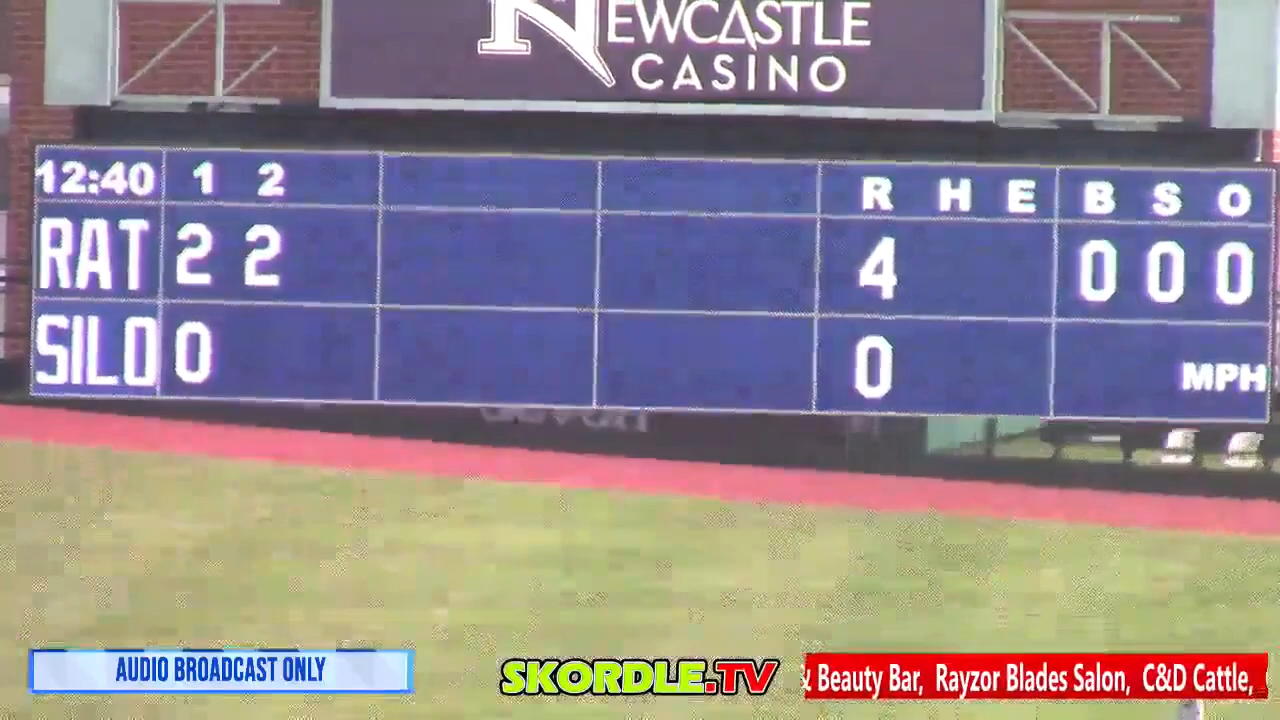 NEWCASTLE
CASINO
12:40 1 2 R H E B S O
RAT 2 2 4 0 0 0
SILO 0 0 MPH
AUDIO BROADCAST ONLY
SKORDLE.TV
Beauty Bar, Rayzor Blades Salon, C&D Cattle,